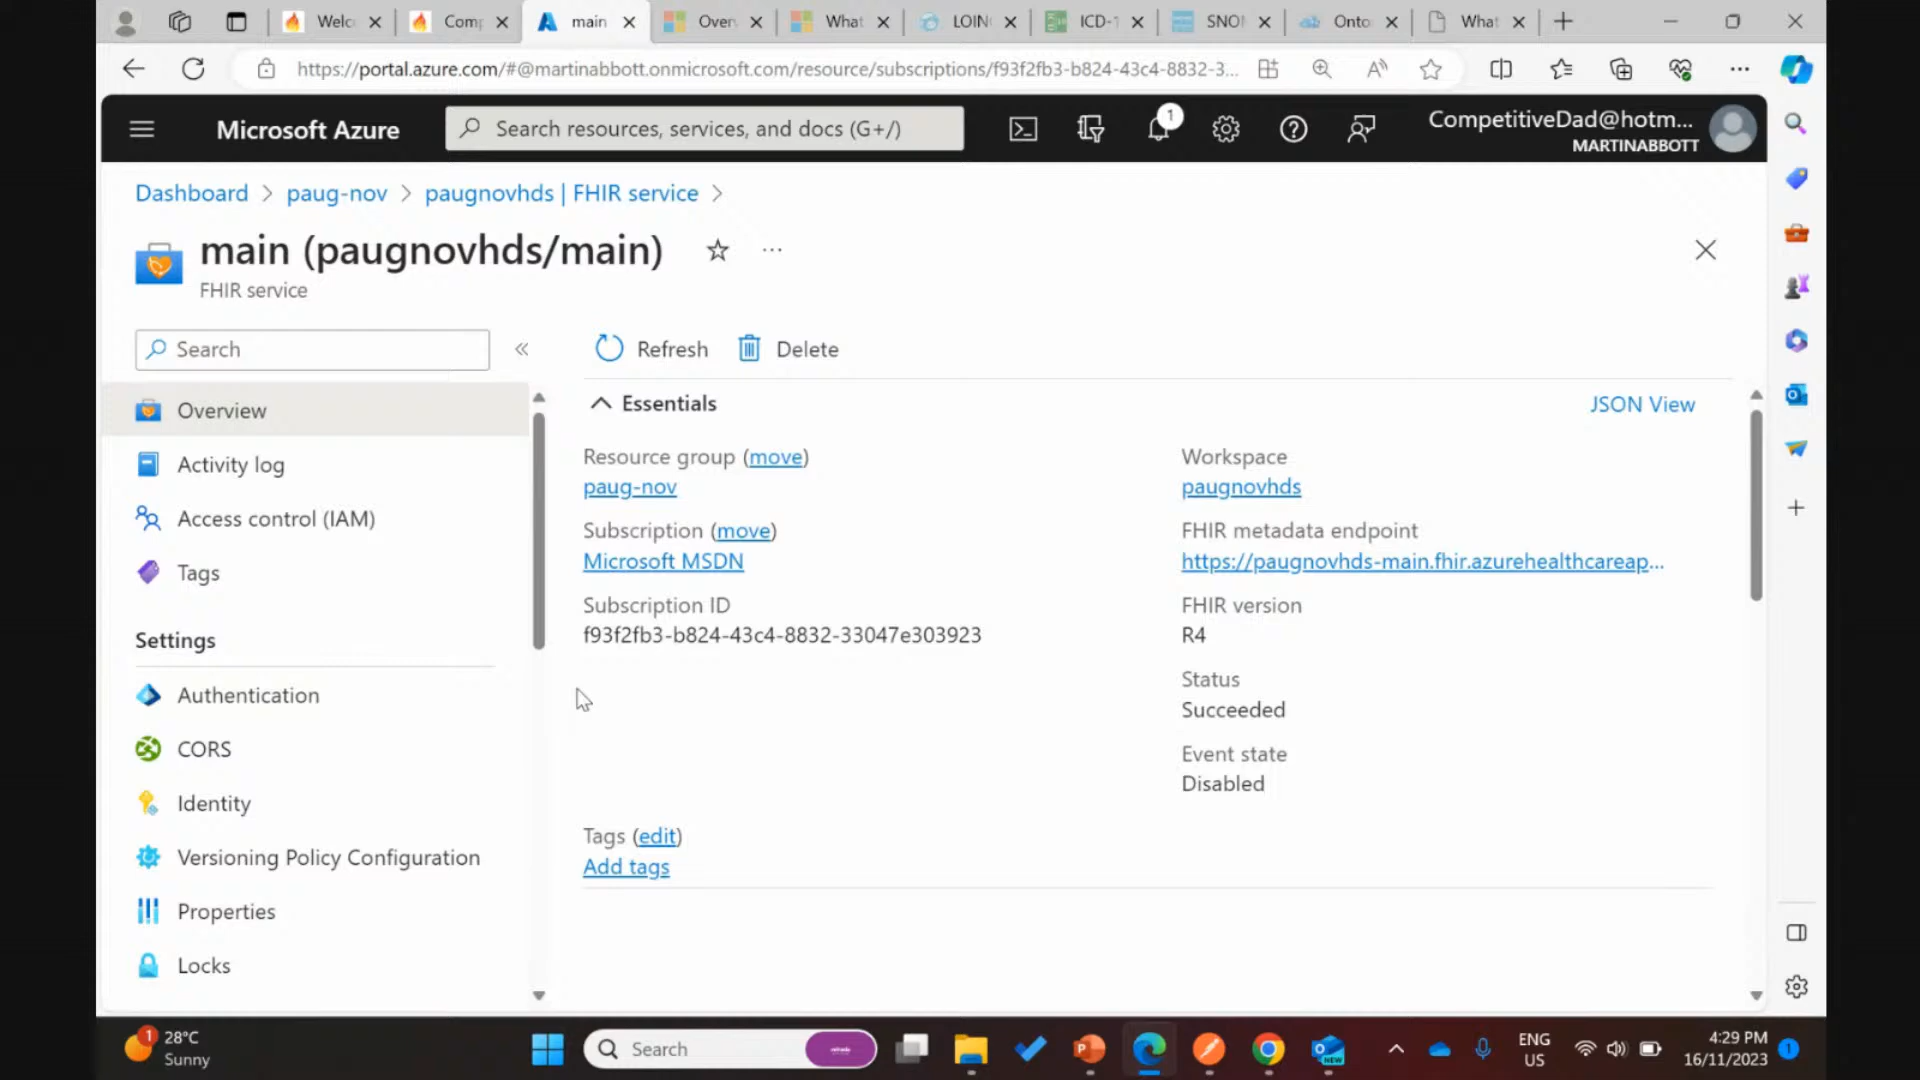 Welc
Comp
main
Over
What
LOIN
ICD-1
SNOI
Onto
What
https://portal.azure.com/#@martinabbott.onmicrosoft.com/resource/subscriptions/f93f2fb3-b824-43c4-8832-3...
Microsoft Azure
Search resources, services, and docs (G+/)
1
CompetitiveDad@hotm...
MARTINABBOTT
Dashboard > paug-nov > paugnovhds | FHIR service >
main (paugnovhds/main)
FHIR service
Search
Refresh
Delete
Overview
Activity log
Access control (IAM)
Tags
Settings
Authentication
CORS
Identity
Versioning Policy Configuration
Properties
Locks
Essentials
JSON View
Resource group (move)
paug-nov
Subscription (move)
Microsoft MSDN
Subscription ID
f93f2fb3-b824-43c4-8832-33047e303923
Workspace
paugnovhds
FHIR metadata endpoint
https://paugnovhds-main.fhir.azurehealthcareap...
FHIR version
R4
Status
Succeeded
Event state
Disabled
Tags (edit)
Add tags
1
28°C
Sunny
Search
NEW
ENG
US
4:29 PM
16/11/2023
1